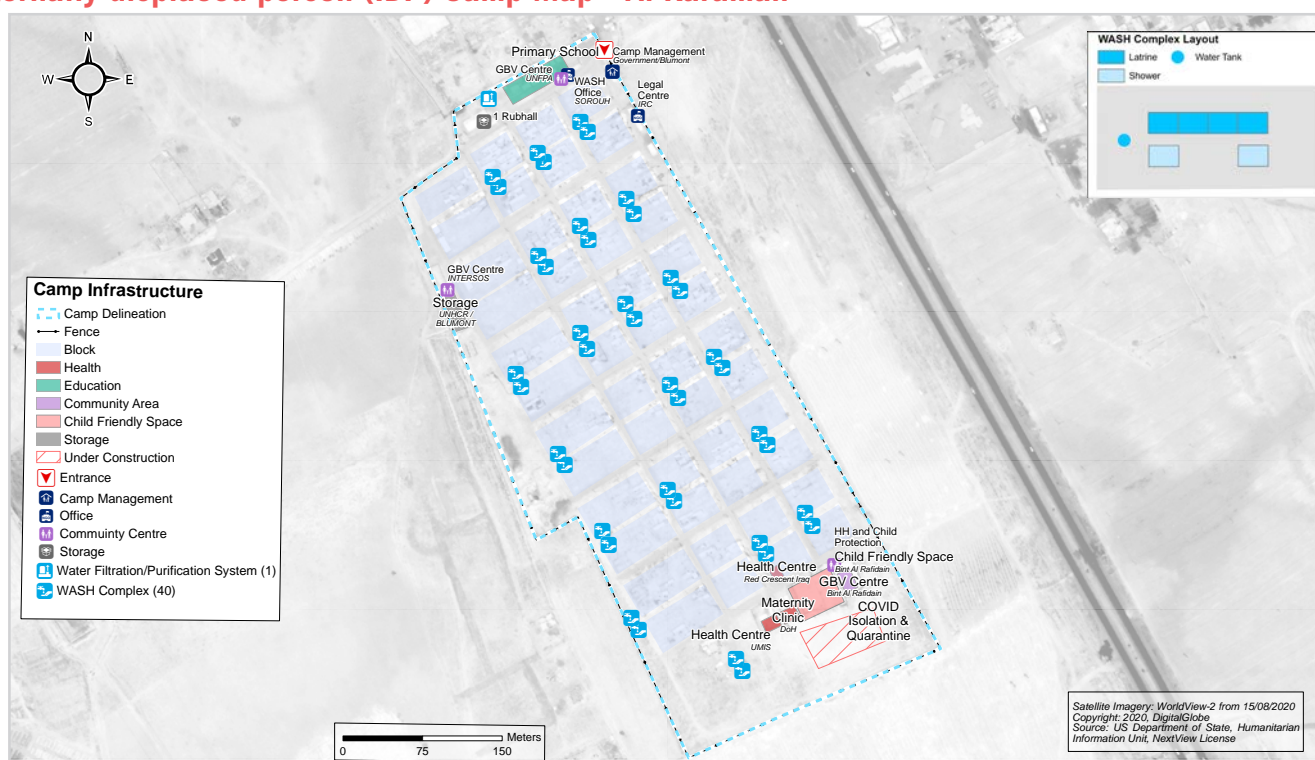 N
W E
S
Primary School
Camp Management
Government/Blumont
GBV Centre
UNFPA
WASH
Office
SOROUH
Legal
Centre
IRC
1 Rubhall
GBV Centre
INTERSOS
Storage
UNHCR /
BLUMONT
WASH Complex Layout
Latrine
Water Tank
Shower
Camp Infrastructure
Camp Delineation
Fence
Block
Health
Education
Community Area
Child Friendly Space
Storage
Under Construction
Entrance
Camp Management
Office
Commuinty Centre
Storage
Water Filtration/Purification System (1)
WASH Complex (40)
HH and Child
Protection
Child Friendly Space
Bint Al Rafidain
Health Centre
Red Crescent Iraq
GBV Centre
Bint Al Rafidain
Maternity
Clinic
DoH
COVID
Isolation &
Quarantine
Health Centre
UMIS
Meters
0 75 150
Satellite Imagery: WorldView-2 from 15/08/2020
Copyright: 2020, DigitalGlobe
Source: US Department of State, Humanitarian
Information Unit, NextView License